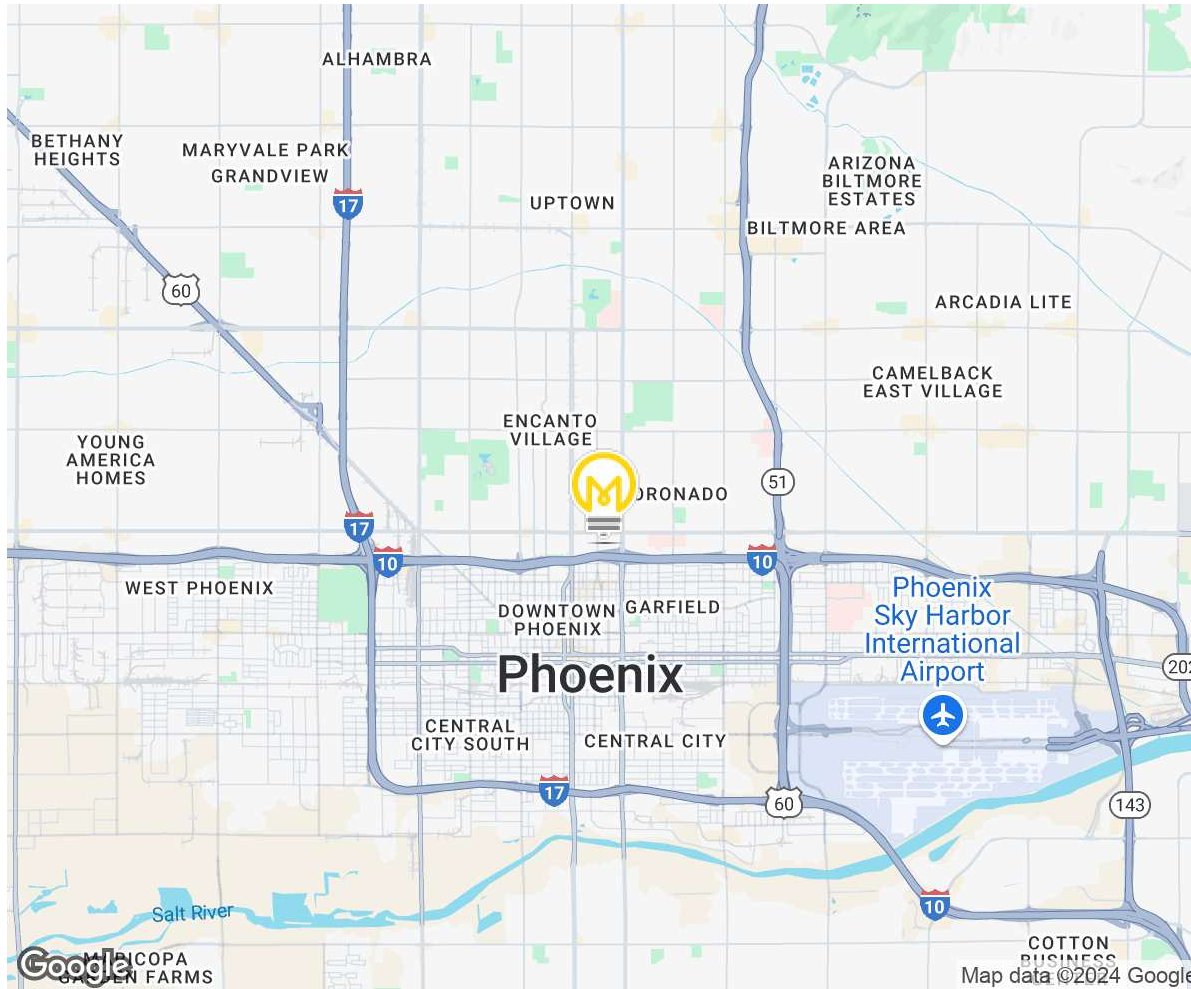 ALHAMBRA
BETHANY
HEIGHTS
MARYVALE PARK
GRANDVIEW
ARIZONA
BILTMORE
ESTATES
17
UPTOWN
BILTMORE AREA
60
ARCADIA LITE
CAMELBACK
EAST VILLAGE
ENCANTO
VILLAGE
YOUNG
AMERICA
HOMES
51
M
ORONADO
17
10
10
WEST PHOENIX
Phoenix
Sky Harbor
International
Airport
DOWNTOWN
PHOENIX
GARFIELD
202
Phoenix
CENTRAL
CITY SOUTH
CENTRAL CITY
17
60
143
10
Salt River
COTTON
BUSINESS
CENTER
MARICOPA
GARDEN FARMS
Google
Map data ©2024 Google